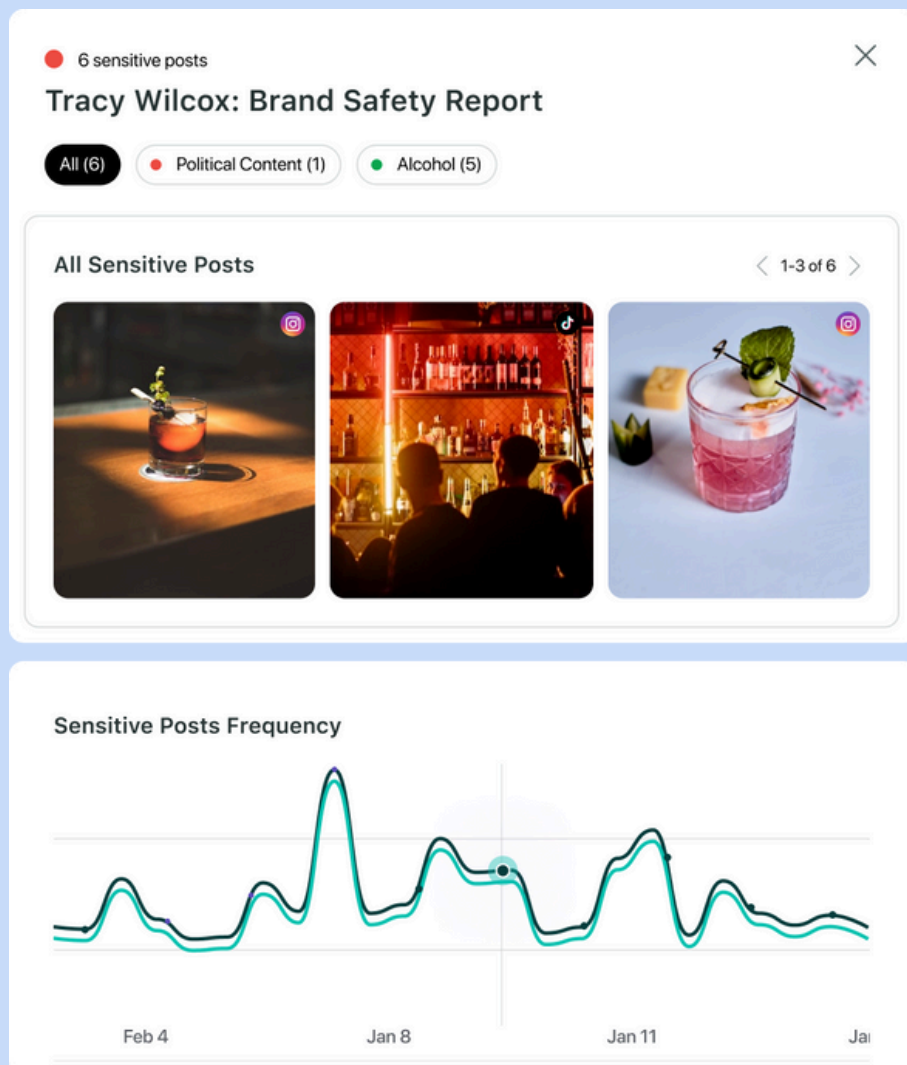 6 sensitive posts
Tracy Wilcox: Brand Safety Report
All (6) Political Content (1) Alcohol (5)
All Sensitive Posts 1-3 of 6
Sensitive Posts Frequency
Feb 4 Jan 8 Jan 11 Ja